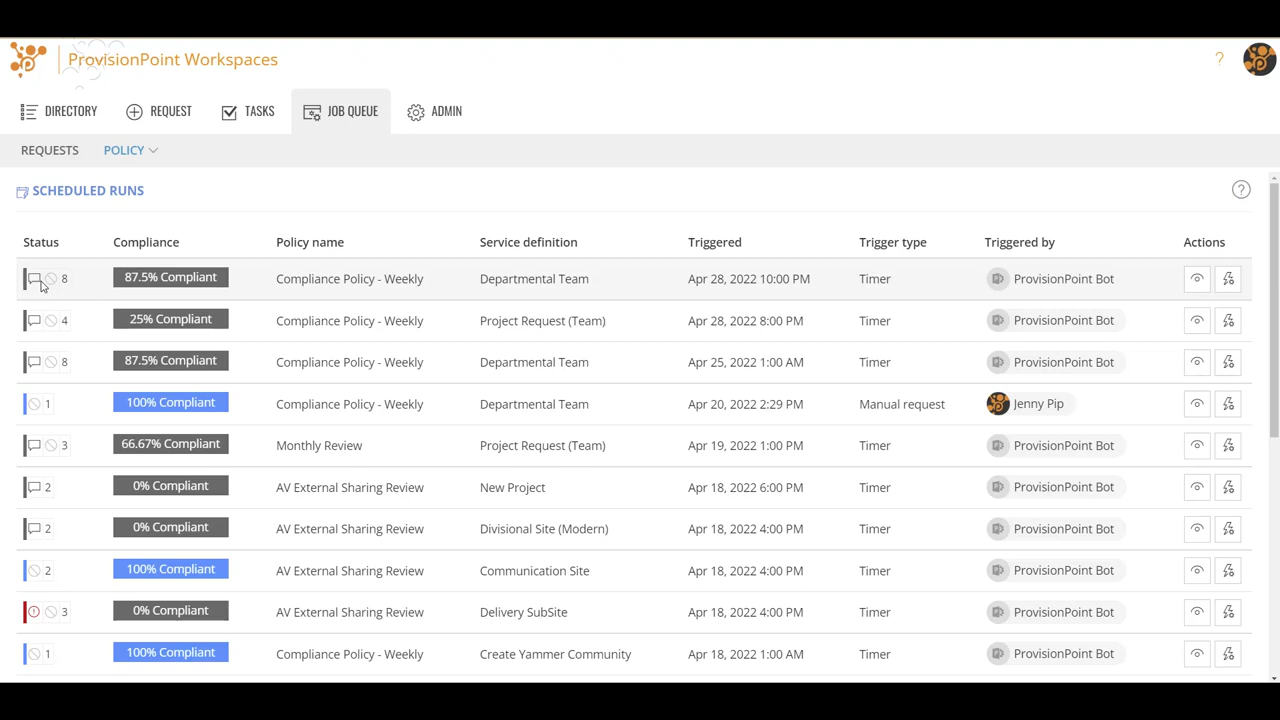 ProvisionPoint Workspaces ?
DIRECTORY REQUEST TASKS JOB QUEUE ADMIN
REQUESTS POLICY
SCHEDULED RUNS ?
Status Compliance Policy name Service definition Triggered Trigger type Triggered by Actions
8 87.5% Compliant Compliance Policy - Weekly Departmental Team Apr 28, 2022 10:00 PM Timer ProvisionPoint Bot
4 25% Compliant Compliance Policy - Weekly Project Request (Team) Apr 28, 2022 8:00 PM Timer ProvisionPoint Bot
8 87.5% Compliant Compliance Policy - Weekly Departmental Team Apr 25, 2022 1:00 AM Timer ProvisionPoint Bot
1 100% Compliant Compliance Policy - Weekly Departmental Team Apr 20, 2022 2:29 PM Manual request Jenny Pip
3 66.67% Compliant Monthly Review Project Request (Team) Apr 19, 2022 1:00 PM Timer ProvisionPoint Bot
2 0% Compliant AV External Sharing Review New Project Apr 18, 2022 6:00 PM Timer ProvisionPoint Bot
2 0% Compliant AV External Sharing Review Divisional Site (Modern) Apr 18, 2022 4:00 PM Timer ProvisionPoint Bot
2 100% Compliant AV External Sharing Review Communication Site Apr 18, 2022 4:00 PM Timer ProvisionPoint Bot
3 0% Compliant AV External Sharing Review Delivery SubSite Apr 18, 2022 4:00 PM Timer ProvisionPoint Bot
1 100% Compliant Compliance Policy - Weekly Create Yammer Community Apr 18, 2022 1:00 AM Timer ProvisionPoint Bot